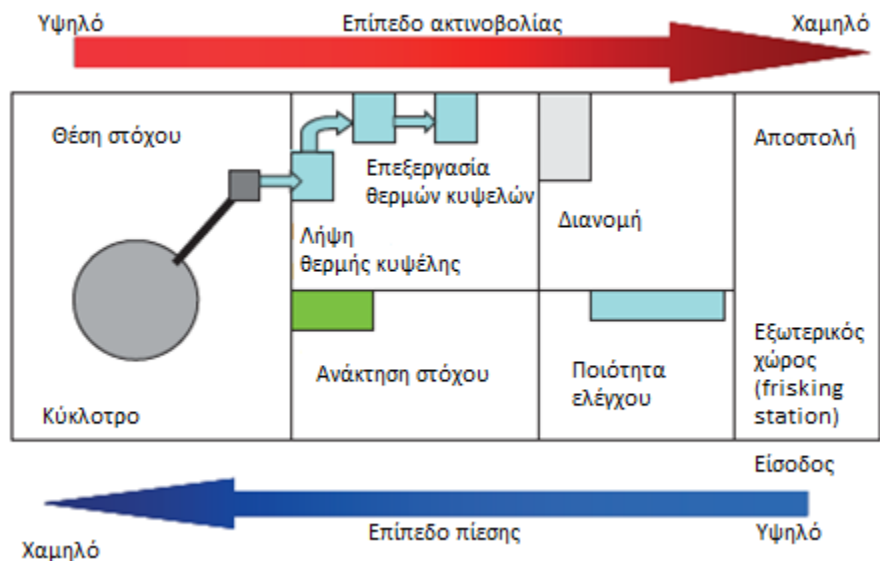 Υψηλό
Επίπεδο ακτινοβολίας
Χαμηλό
Θέση στόχου
Επεξεργασία
θερμών κυψελών
Λήψη
θερμής κυψέλης
Διανομή
Αποστολή
Κύκλοτρο
Ανάκτηση στόχου
Ποιότητα
ελέγχου
Εξωτερικός
χώρος
(frisking
station)
Είσοδος
Χαμηλό
Επίπεδο πίεσης
Υψηλό